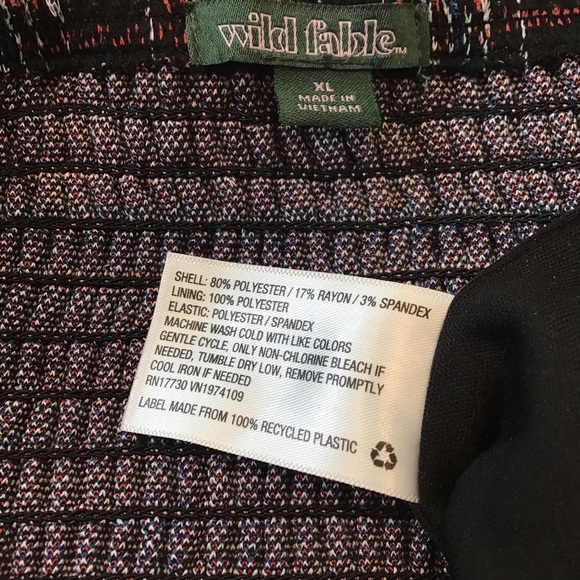 wild fable™
XL
MADE IN
VIETNAM
SHELL: 80% POLYESTER / 17% RAYON / 3% SPANDEX
LINING: 100% POLYESTER
ELASTIC: POLYESTER / SPANDEX
MACHINE WASH COLD WITH LIKE COLORS
GENTLE CYCLE, ONLY NON-CHLORINE BLEACH IF
NEEDED, TUMBLE DRY LOW, REMOVE PROMPTLY
COOL IRON IF NEEDED
RN17730 VN1974109
LABEL MADE FROM 100% RECYCLED PLASTIC